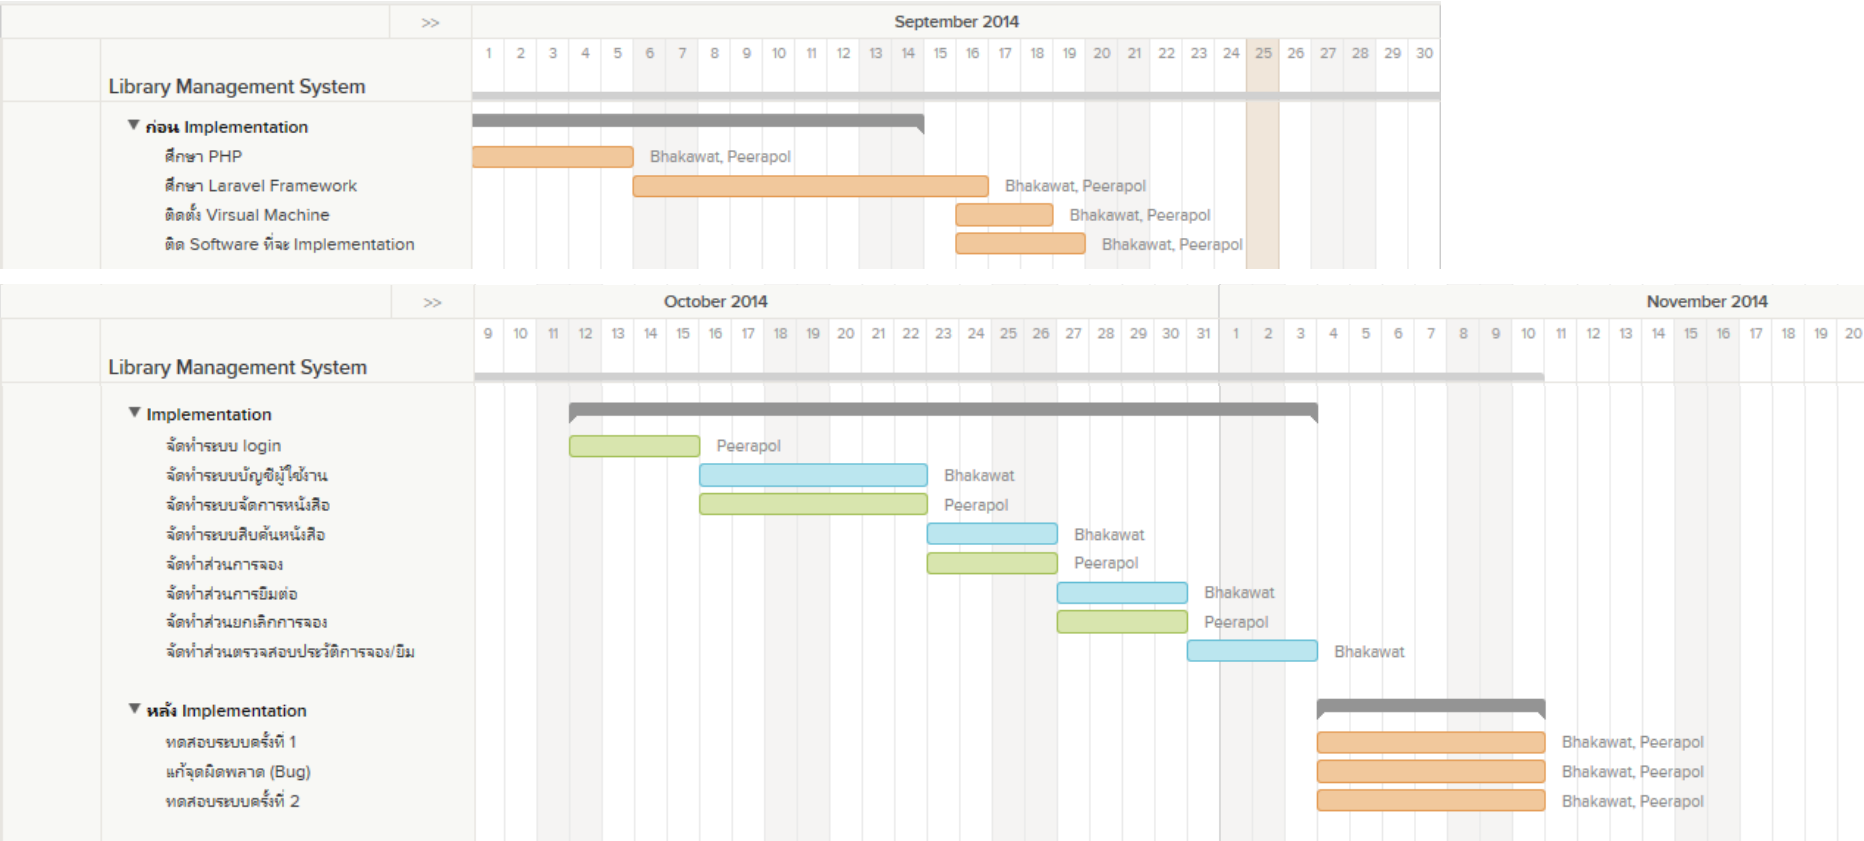 >> September 2014
1 2 3 4 5 6 7 8 9 10 11 12 13 14 15 16 17 18 19 20 21 22 23 24 25 26 27 28 29 30
Library Management System
ก่อน Implementation
ศึกษา PHP Bhakawat, Peerapol
ศึกษา Laravel Framework Bhakawat, Peerapol
ติดตั้ง Virsual Machine Bhakawat, Peerapol
ติด Software ที่จะ Implementation Bhakawat, Peerapol
>> October 2014 November 2014
9 10 11 12 13 14 15 16 17 18 19 20 21 22 23 24 25 26 27 28 29 30 31 1 2 3 4 5 6 7 8 9 10 11 12 13 14 15 16 17 18 19 20
Library Management System
Implementation
จัดทำระบบ login Peerapol
จัดทำระบบบัญชีผู้ใช้งาน Bhakawat
จัดทำระบบจัดการหนังสือ Peerapol
จัดทำระบบสืบค้นหนังสือ Bhakawat
จัดทำส่วนการจอง Peerapol
จัดทำส่วนการยืมต่อ Bhakawat
จัดทำส่วนยกเลิกการจอง Peerapol
จัดทำส่วนตรวจสอบประวัติการจอง/ยืม Bhakawat
หลัง Implementation
ทดสอบระบบครั้งที่ 1 Bhakawat, Peerapol
แก้จุดผิดพลาด (Bug) Bhakawat, Peerapol
ทดสอบระบบครั้งที่ 2 Bhakawat, Peerapol